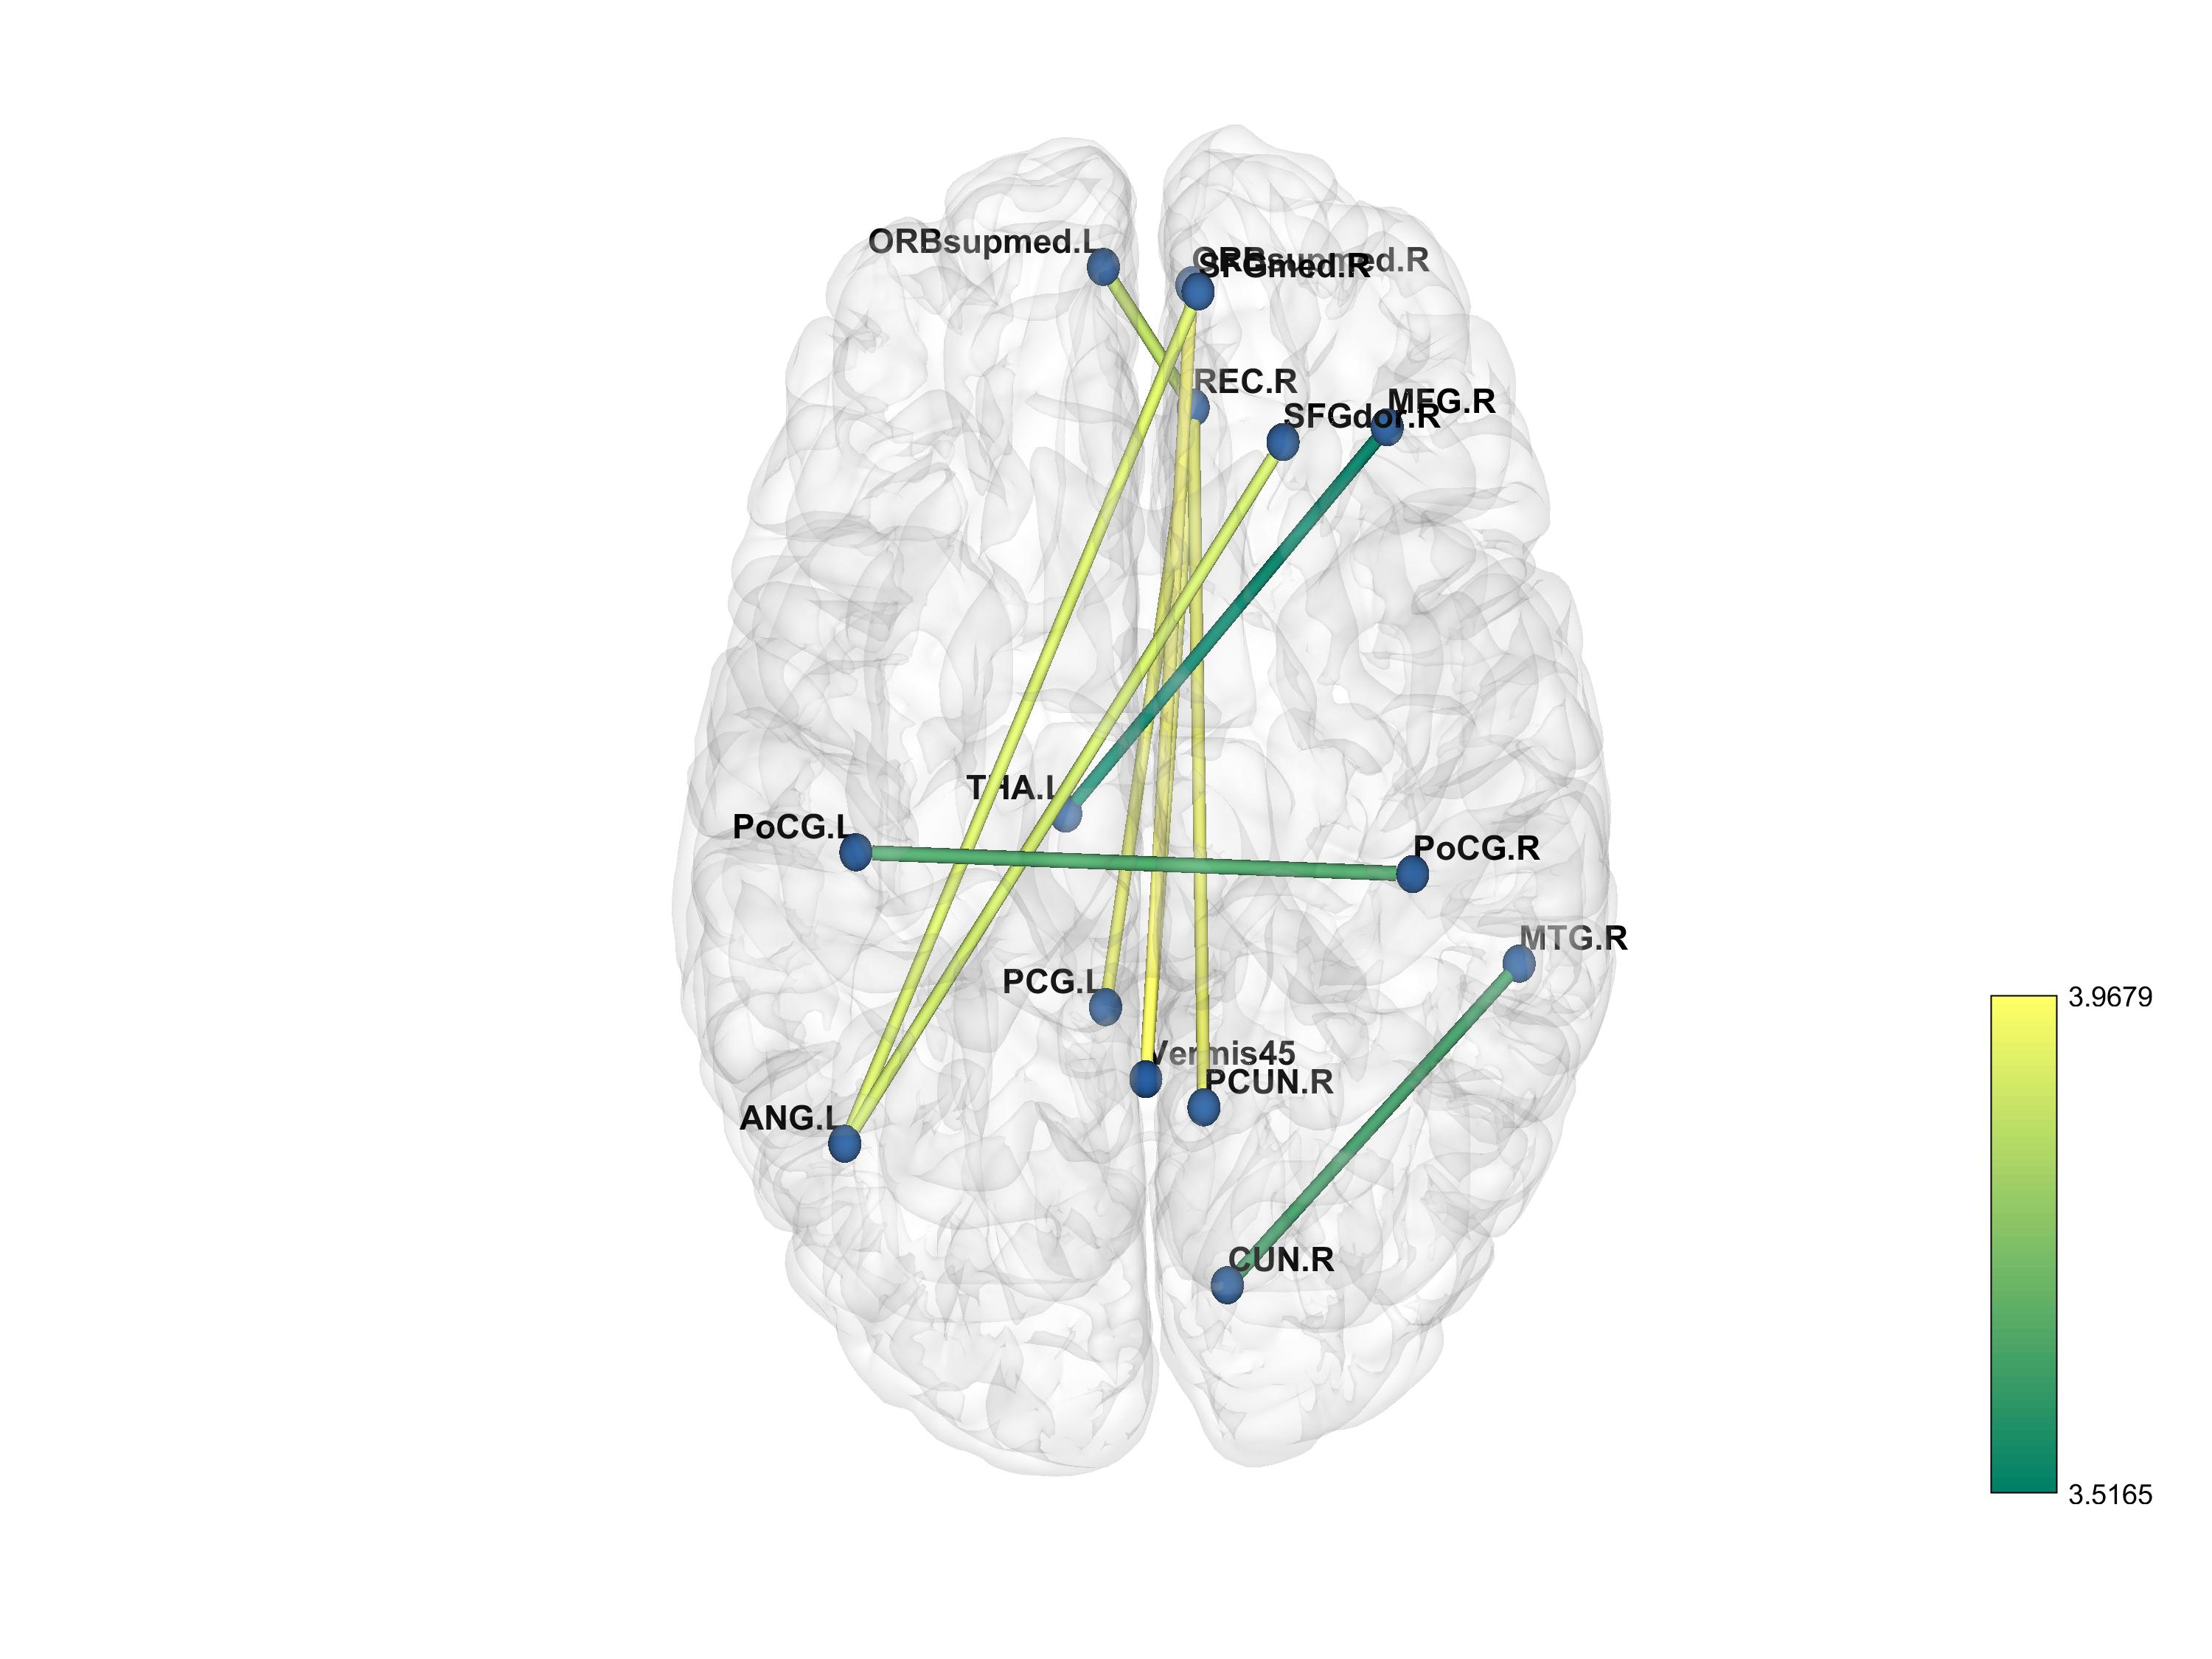 ORBsupmed.L
ORBsupmed.R
SFGmed.R
REC.R
MFG.R
SFGdor.R
THA.L
PoCG.L
PoCG.R
MTG.R
PCG.L
3.9679
Vermis45
PCUN.R
ANG.L
CUN.R
3.5165